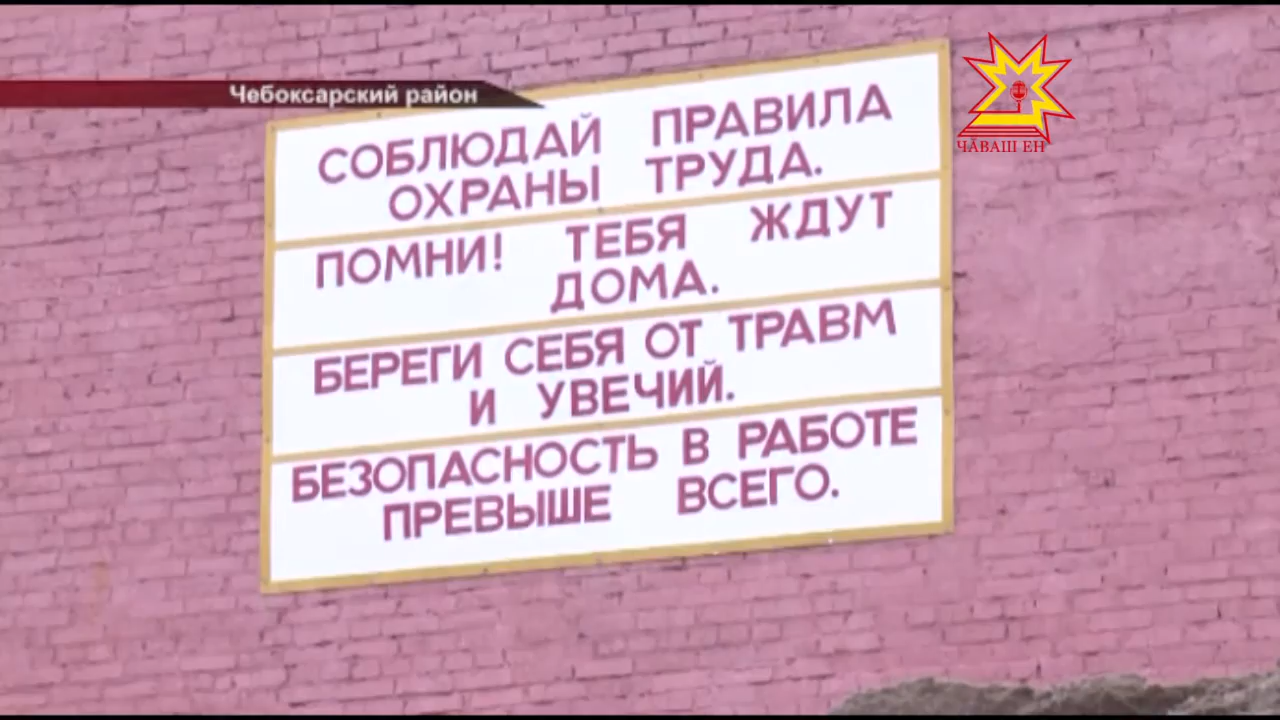 Чебоксарский район
ЧӐВАШ ЕН
СОБЛЮДАЙ ПРАВИЛА
ОХРАНЫ ТРУДА.
ПОМНИ! ТЕБЯ ЖДУТ
ДОМА.
БЕРЕГИ СЕБЯ ОТ ТРАВМ
И УВЕЧИЙ.
БЕЗОПАСНОСТЬ В РАБОТЕ
ПРЕВЫШЕ ВСЕГО.